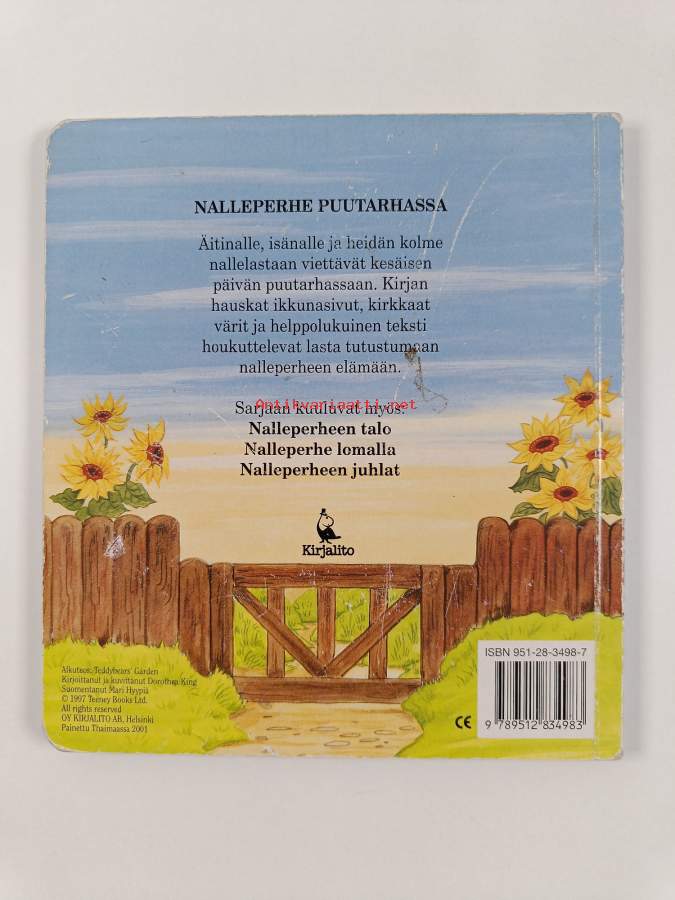 NALLEPERHE PUUTARHASSA
Äitinalle, isänalle ja heidän kolme
nallelastaan viettävät kesäisen
päivän puutarhassaan. Kirjan
hauskat ikkunasivut, kirkkaat
värit ja helppolukuinen teksti
houkuttelevat lasta tutustumaan
nalleperheen elämään.
Antikvariaatti.net
Sarjaan kuuluvat myös:
Nalleperheen talo
Nalleperhe lomalla
Nalleperheen juhlat
Kirjalito
Alkuteos: Teddybears' Garden
Kirjoittanut ja kuvittanut Dorothea King
Suomentanut Mari Hyypiä
© 1997 Teeney Books Ltd.
All rights reserved
OY KIRJALITO AB, Helsinki
Painettu Thaimaassa 2001
ISBN 951-28-3498-7
CE
9 789512 834983